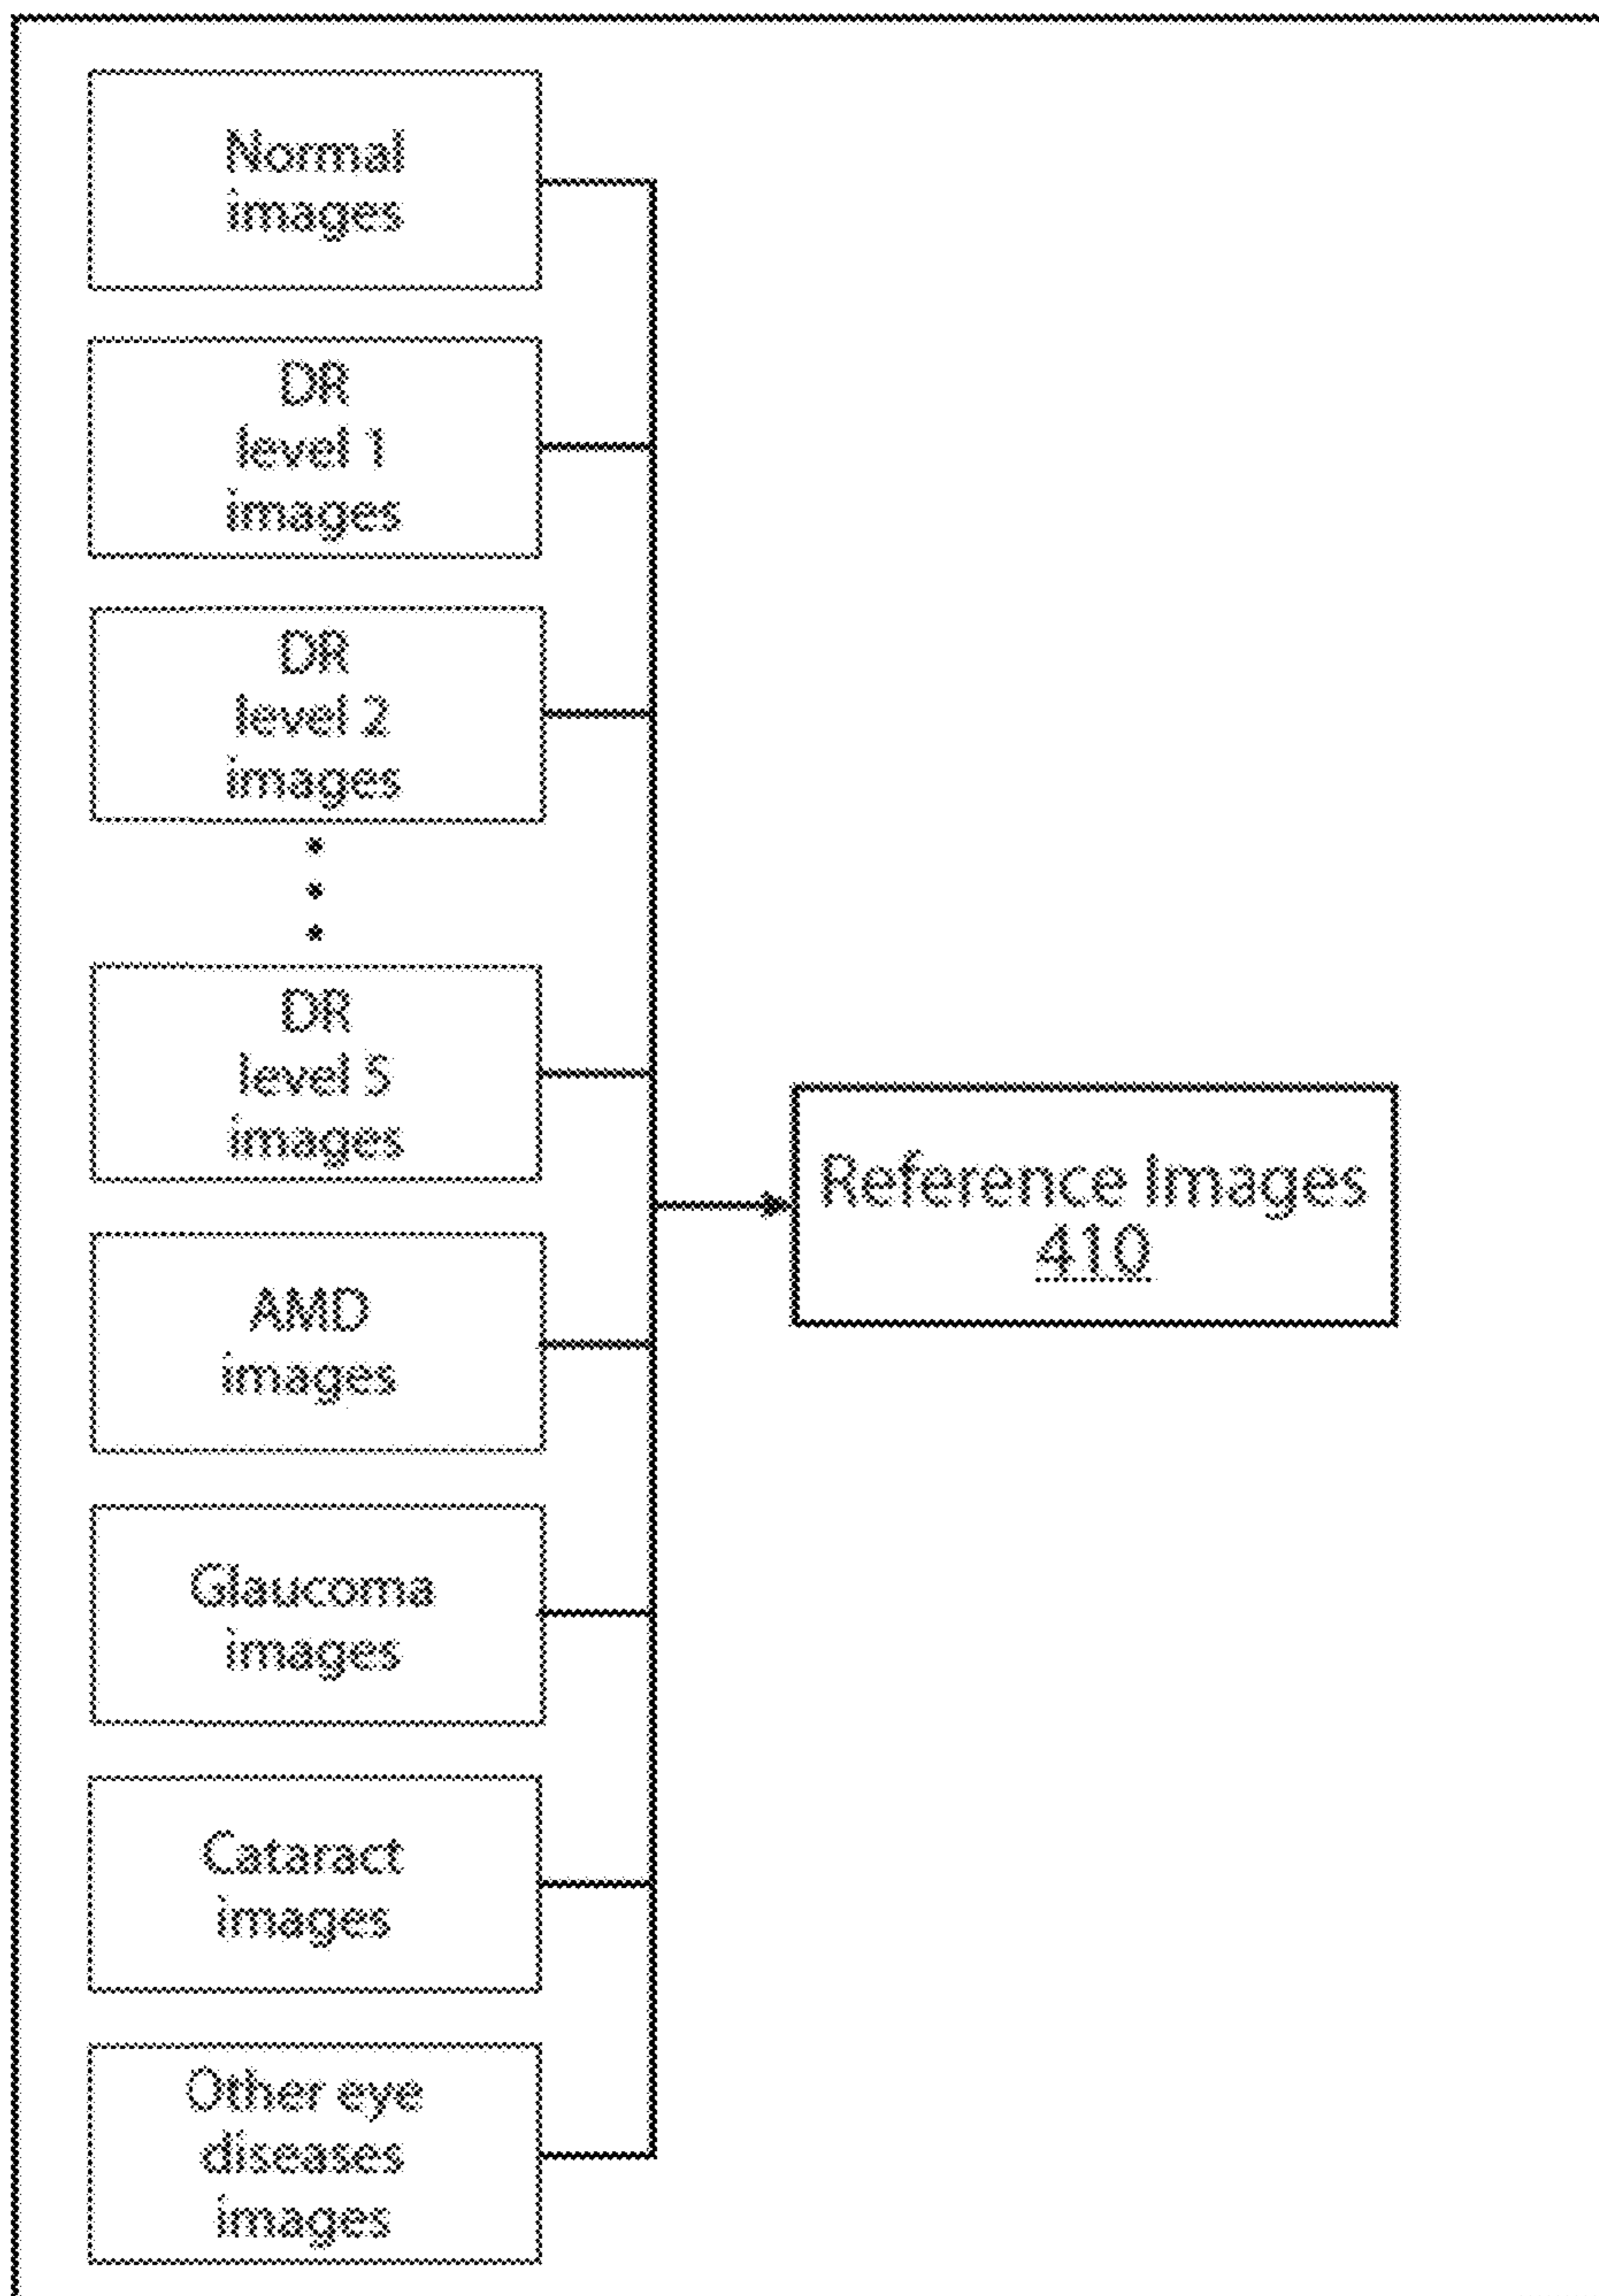 Normal
images
DR
level 1
images
DR
level 2
images
DR
level 5
images
AMD
images
Glaucoma
images
Cataract
images
Other eye
diseases
images
Reference Images
410